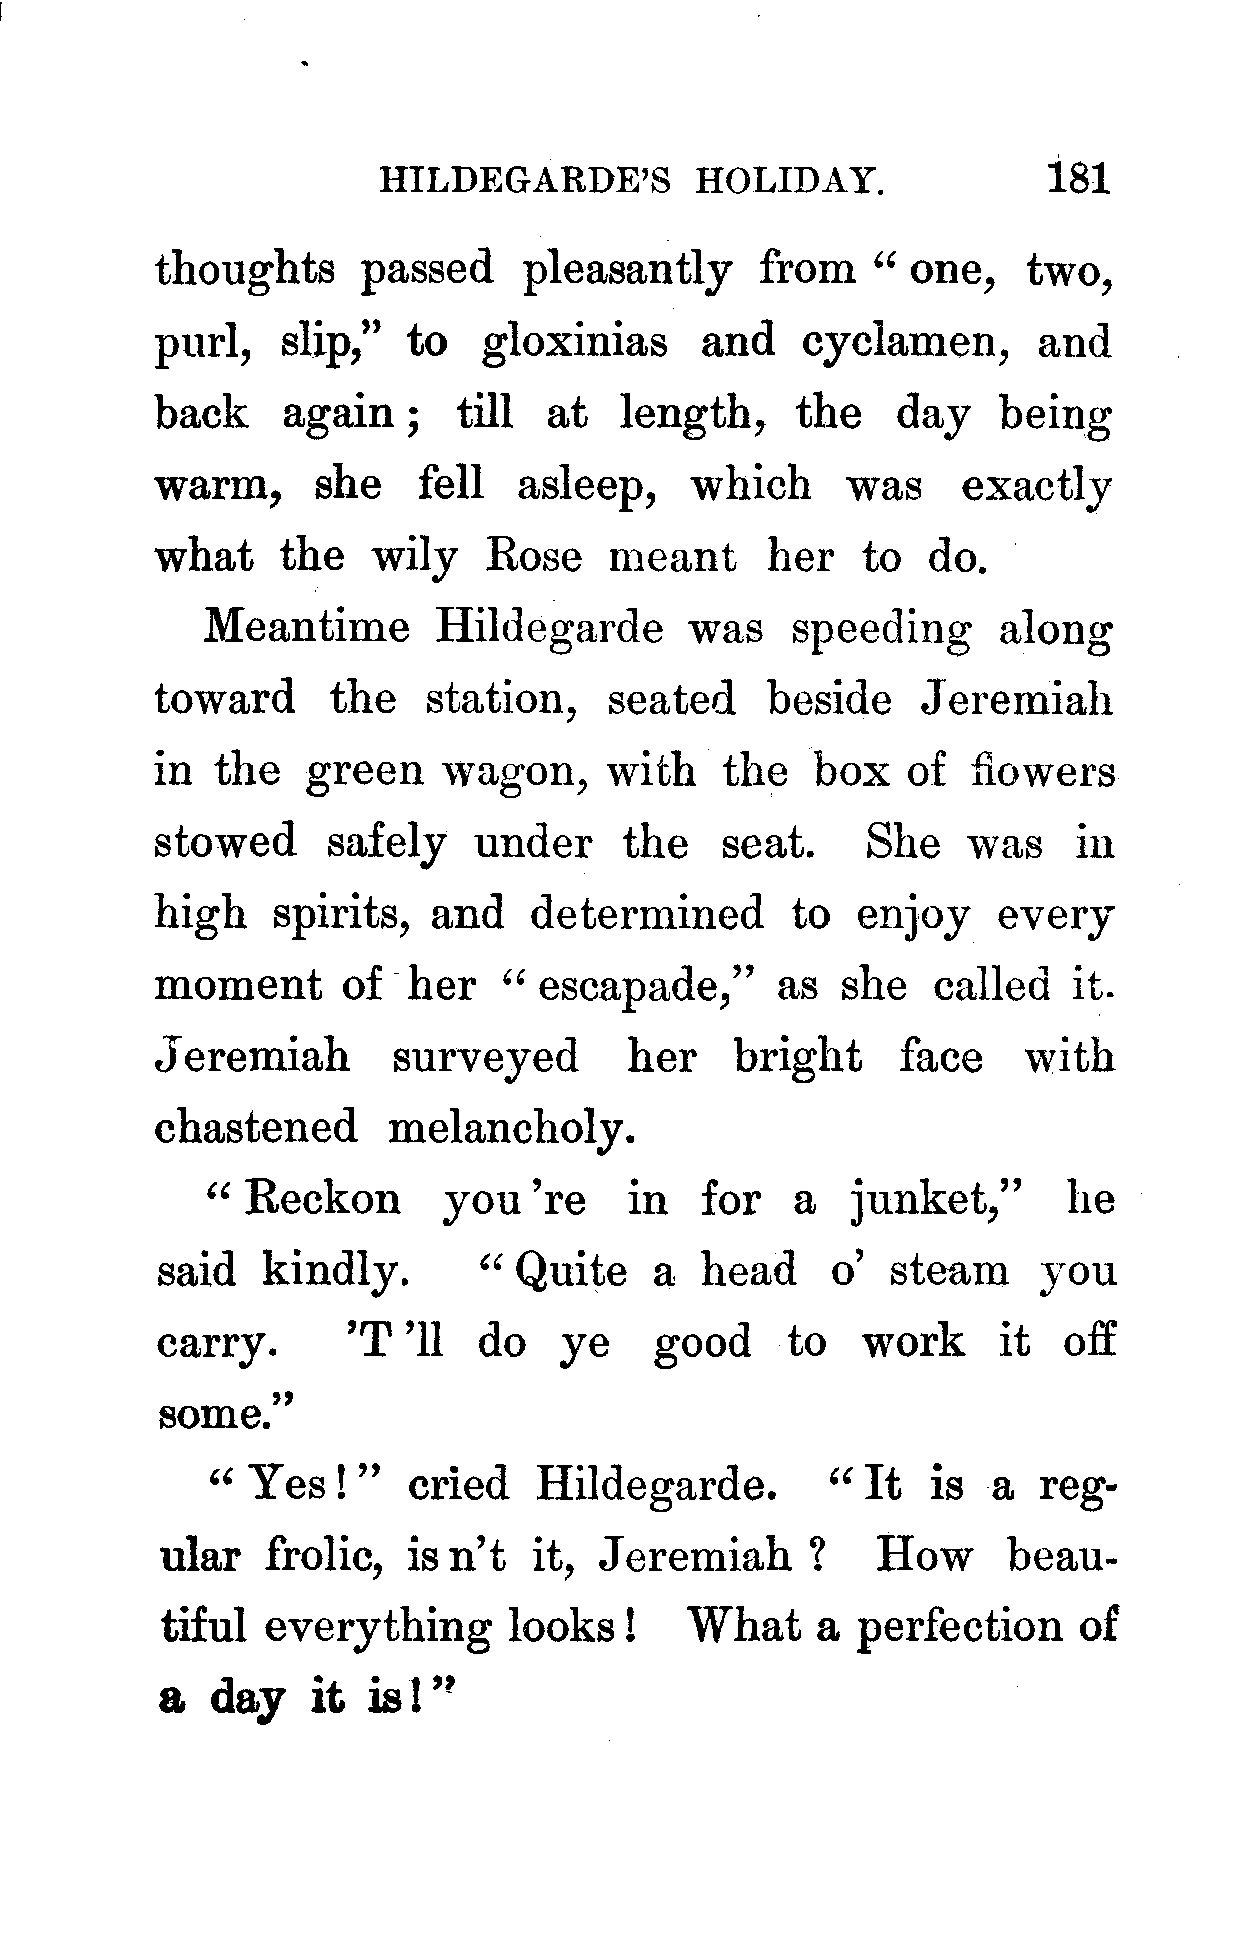 HILDEGARDE'S HOLIDAY. 181
thoughts passed pleasantly from “ one, two,
purl, slip,” to gloxinias and cyclamen, and
back again ; till at length, the day being
warm, she fell asleep, which was exactly
what the wily Rose meant her to do.
Meantime Hildegarde was speeding along
toward the station, seated beside Jeremiah
in the green wagon, with the box of flowers
stowed safely under the seat. She was in
high spirits, and determined to enjoy every
moment of her “ escapade,” as she called it.
Jeremiah surveyed her bright face with
chastened melancholy.
“ Reckon you 're in for a junket,” he
said kindly. “ Quite a head o' steam you
carry. 'T 'll do ye good to work it off
some.”
“ Yes ! ” cried Hildegarde. “ It is a reg-
ular frolic, is n't it, Jeremiah ? How beau-
tiful everything looks ! What a perfection of
a day it is ! ”